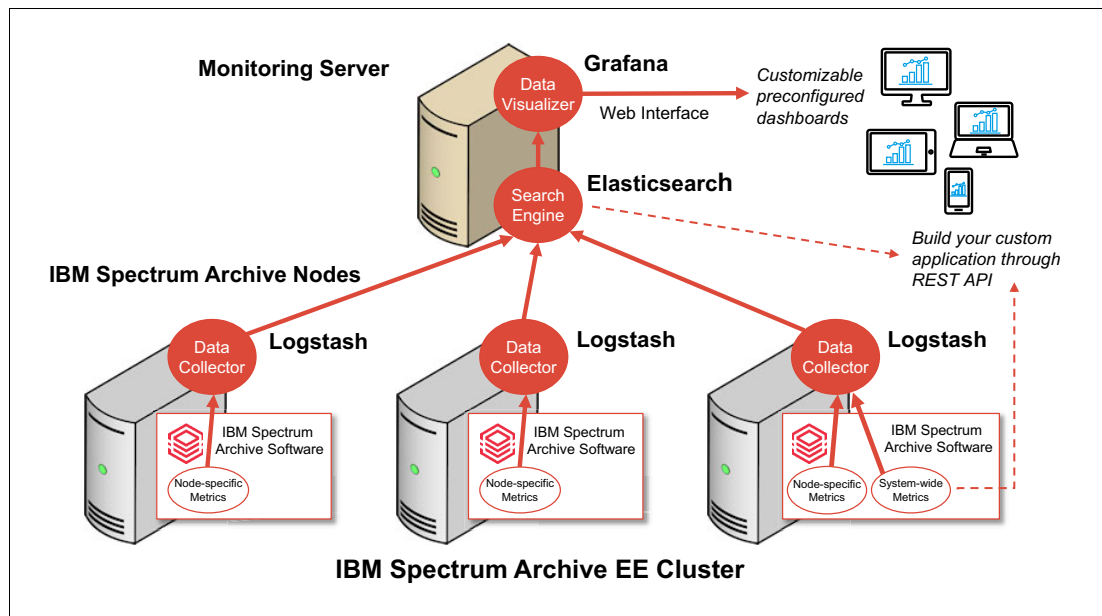 Monitoring Server
Grafana
Data
Visualizer
Web Interface
Customizable
preconfigured
dashboards
Elasticsearch
Search
Engine
Build your custom
application through
REST API
IBM Spectrum Archive Nodes
Data
Collector
Logstash
Data
Collector
Logstash
Data
Collector
Logstash
IBM Spectrum
Archive Software
Node-specific
Metrics
IBM Spectrum
Archive Software
Node-specific
Metrics
IBM Spectrum
Archive Software
Node-specific
Metrics
System-wide
Metrics
IBM Spectrum Archive EE Cluster